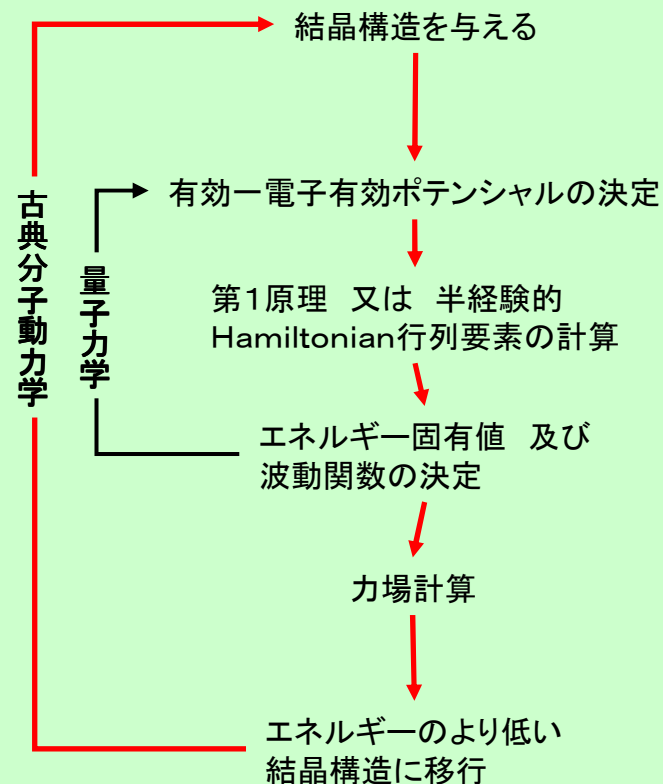 結晶構造を与える
有効一電子有効ポテンシャルの決定
第１原理　又は　半経験的
Hamiltonian行列要素の計算
エネルギー固有値　及び
波動関数の決定
力場計算
エネルギーのより低い
結晶構造に移行
古典分子動力学
量子力学